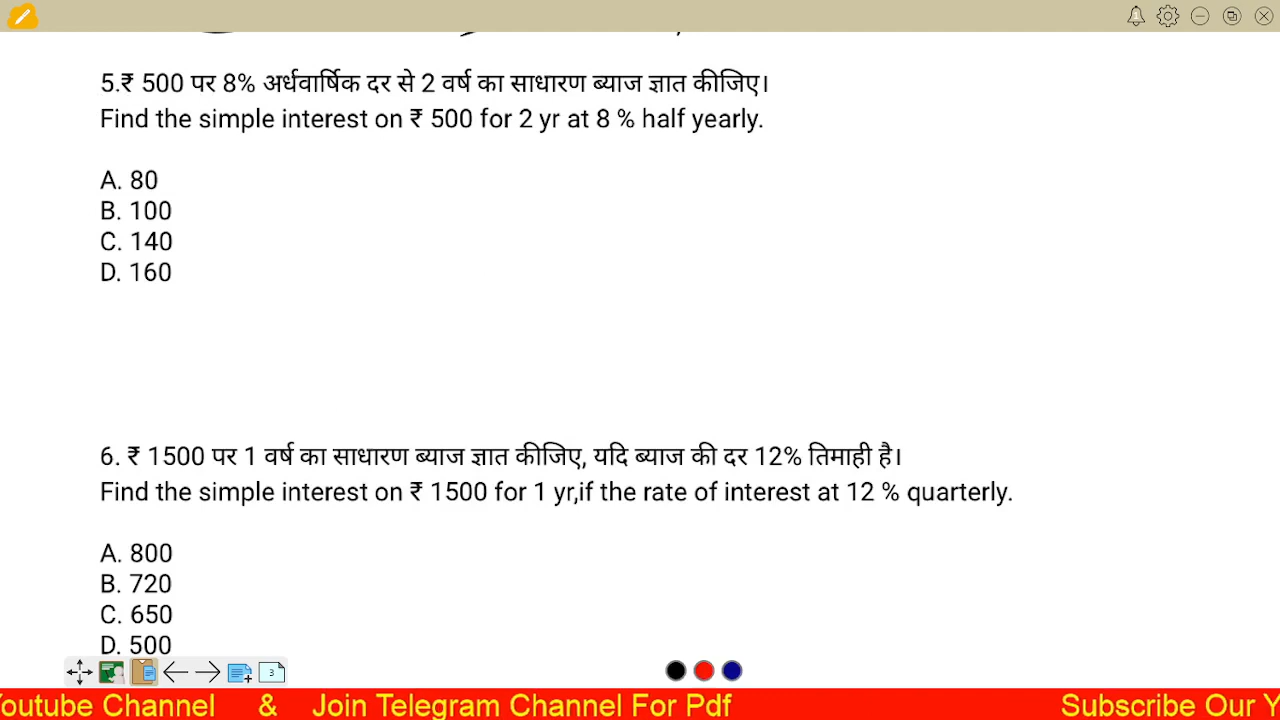 5.₹ 500 पर 8% अर्धवार्षिक दर से 2 वर्ष का साधारण ब्याज ज्ञात कीजिए।
Find the simple interest on ₹ 500 for 2 yr at 8 % half yearly.
A. 80
B. 100
C. 140
D. 160
6. ₹ 1500 पर 1 वर्ष का साधारण ब्याज ज्ञात कीजिए, यदि ब्याज की दर 12% तिमाही है।
Find the simple interest on ₹ 1500 for 1 yr,if the rate of interest at 12 % quarterly.
A. 800
B. 720
C. 650
D. 500
3
outube Channel & Join Telegram Channel For Pdf Subscribe Our Y